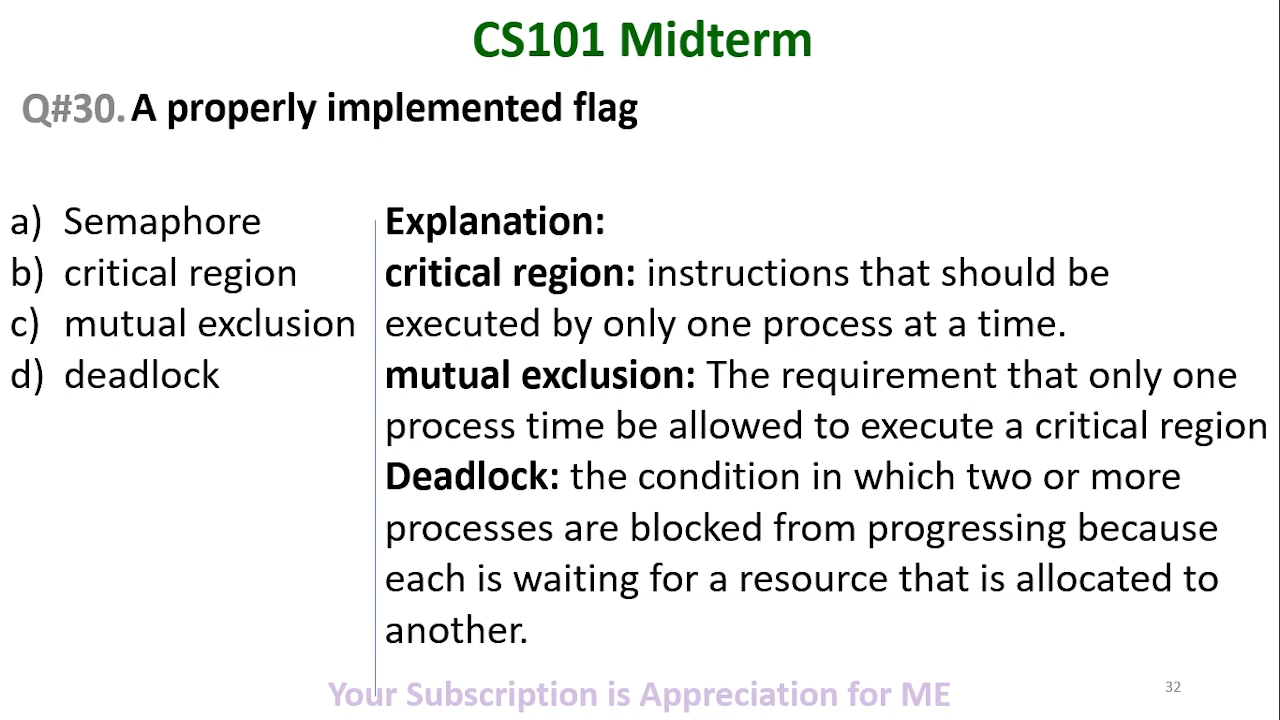 CS101 Midterm
Q#30. A properly implemented flag
a) Semaphore
b) critical region
c) mutual exclusion
d) deadlock
Explanation:
critical region: instructions that should be
executed by only one process at a time.
mutual exclusion: The requirement that only one
process time be allowed to execute a critical region
Deadlock: the condition in which two or more
processes are blocked from progressing because
each is waiting for a resource that is allocated to
another.
Your Subscription is Appreciation for ME
32